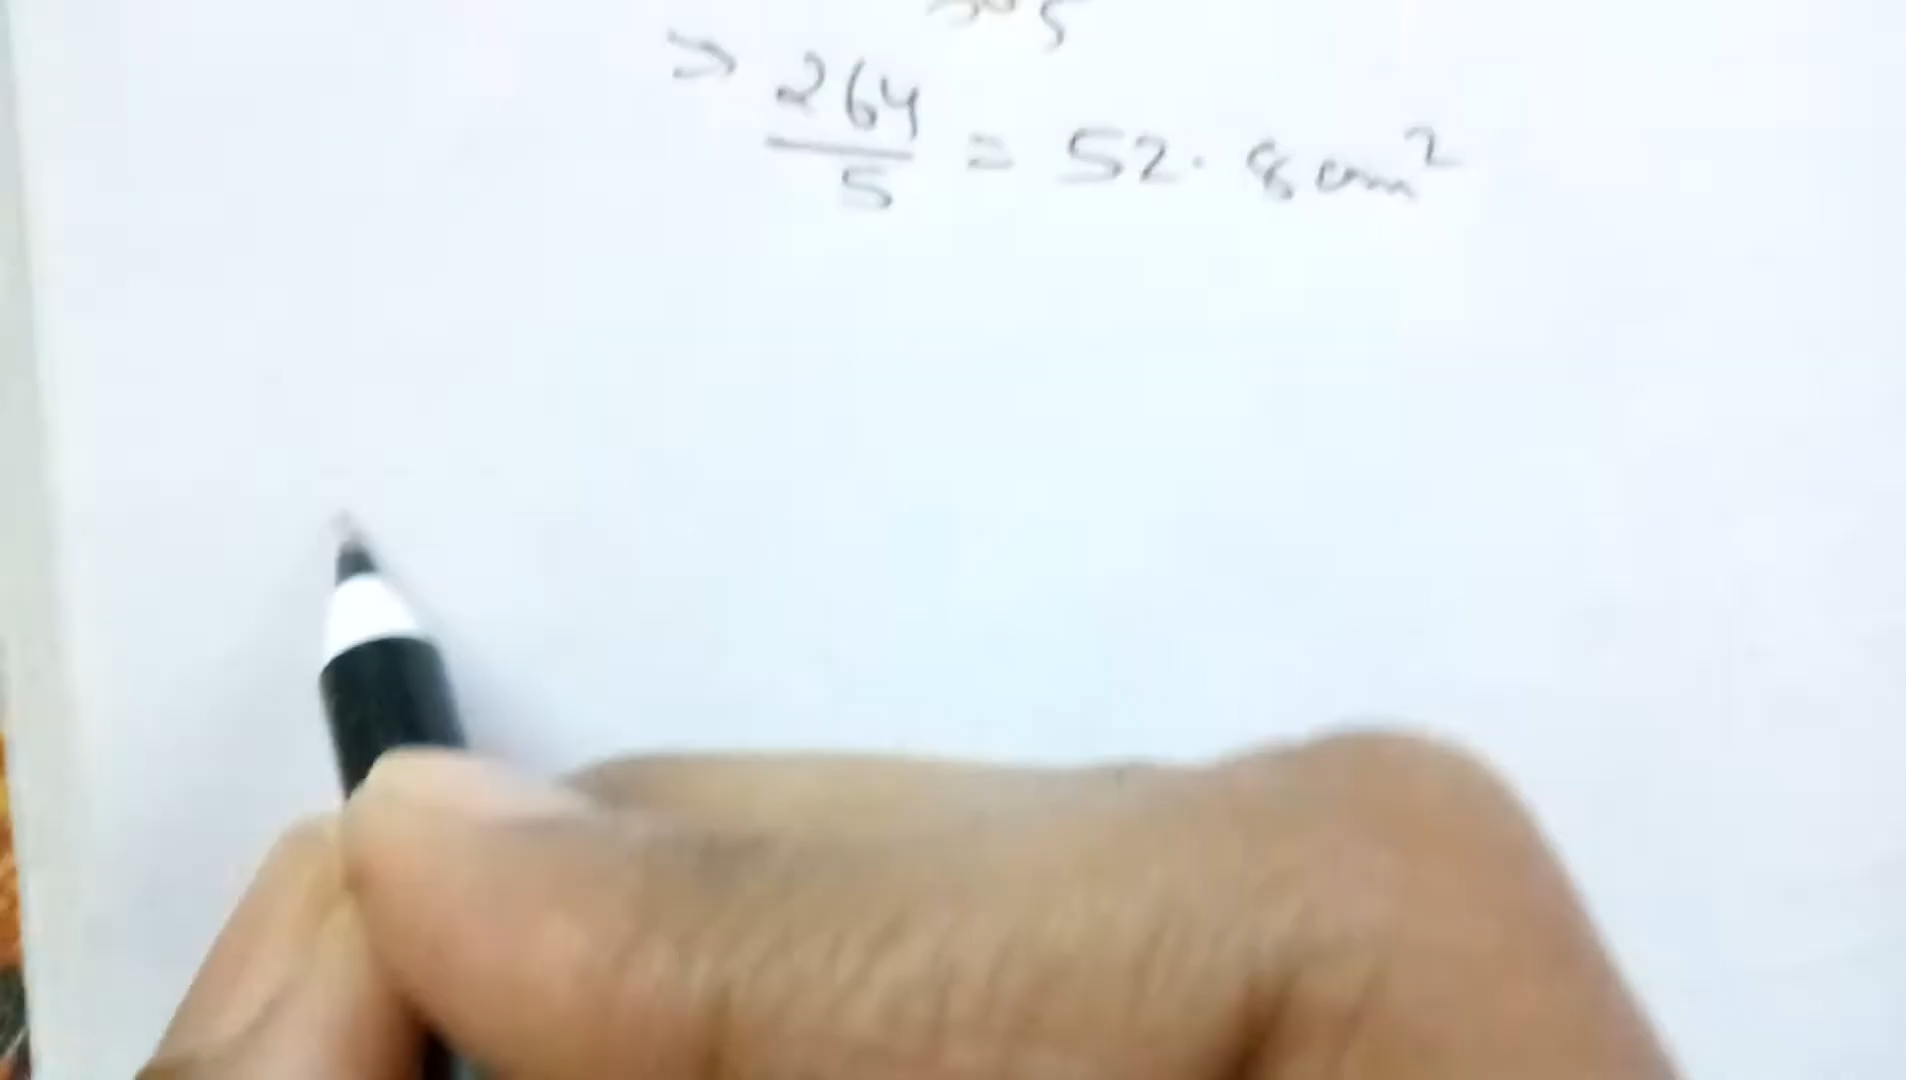 ⇒ 264/5 = 52.8 cm²